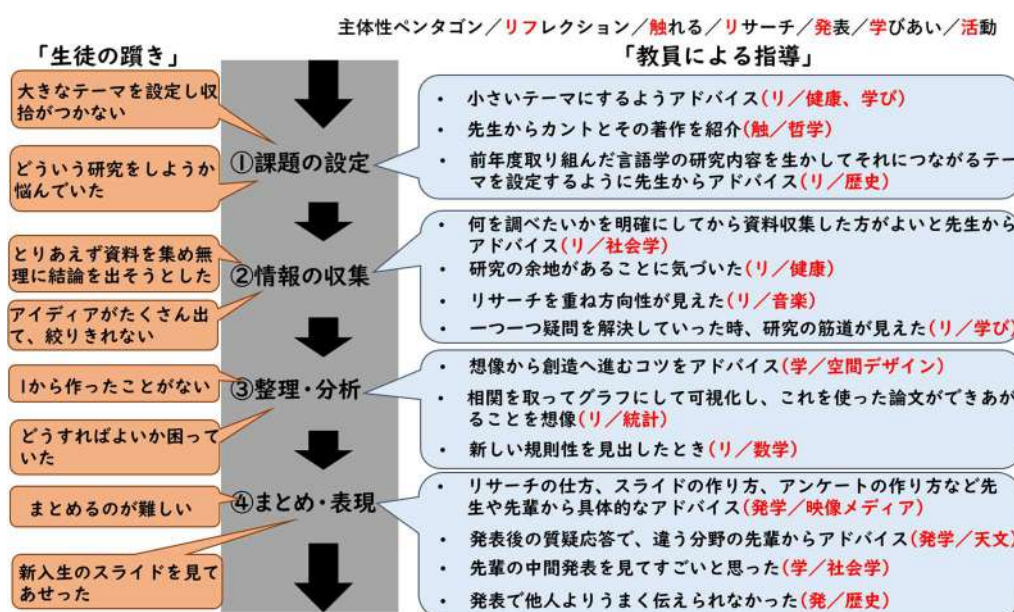 主体性ペンタゴン／リフレクション／触れる／リサーチ／発表／学びあい／活動
「生徒の躓き」
「教員による指導」
大きなテーマを設定し収
拾がつかない
どういう研究をしようか
悩んでいた
①課題の設定
・ 小さいテーマにするようアドバイス(リ／健康、学び)
・ 先生からカントとその著作を紹介(触／哲学)
・ 前年度取り組んだ言語学の研究内容を生かしてそれにつながるテー
マを設定するように先生からアドバイス(リ／歴史)
とりあえず資料を集め無
理に結論を出そうとした
アイディアがたくさん出
て、絞りきれない
②情報の収集
・ 何を調べたいかを明確にしてから資料収集した方がよいと先生から
アドバイス(リ／社会学)
・ 研究の余地があることに気づいた(リ／健康)
・ リサーチを重ね方向性が見えた(リ／音楽)
・ 一つ一つ疑問を解決していった時、研究の筋道が見えた(リ／学び)
1から作ったことがない
どうすればよいか困って
いた
③整理・分析
・ 想像から創造へ進むコツをアドバイス(学／空間デザイン)
・ 相関を取ってグラフにして可視化し、これを使った論文ができあが
ることを想像(リ／統計)
・ 新しい規則性を見出したとき(リ／数学)
まとめるのが難しい
新入生のスライドを見て
あせった
④まとめ・表現
・ リサーチの仕方、スライドの作り方、アンケートの作り方など先
生や先輩から具体的なアドバイス(発学／映像メディア)
・ 発表後の質疑応答で、違う分野の先輩からアドバイス(発学／天文)
・ 先輩の中間発表を見てすごいと思った(学／社会学)
・ 発表で他人よりうまく伝えられなかった(発／歴史)